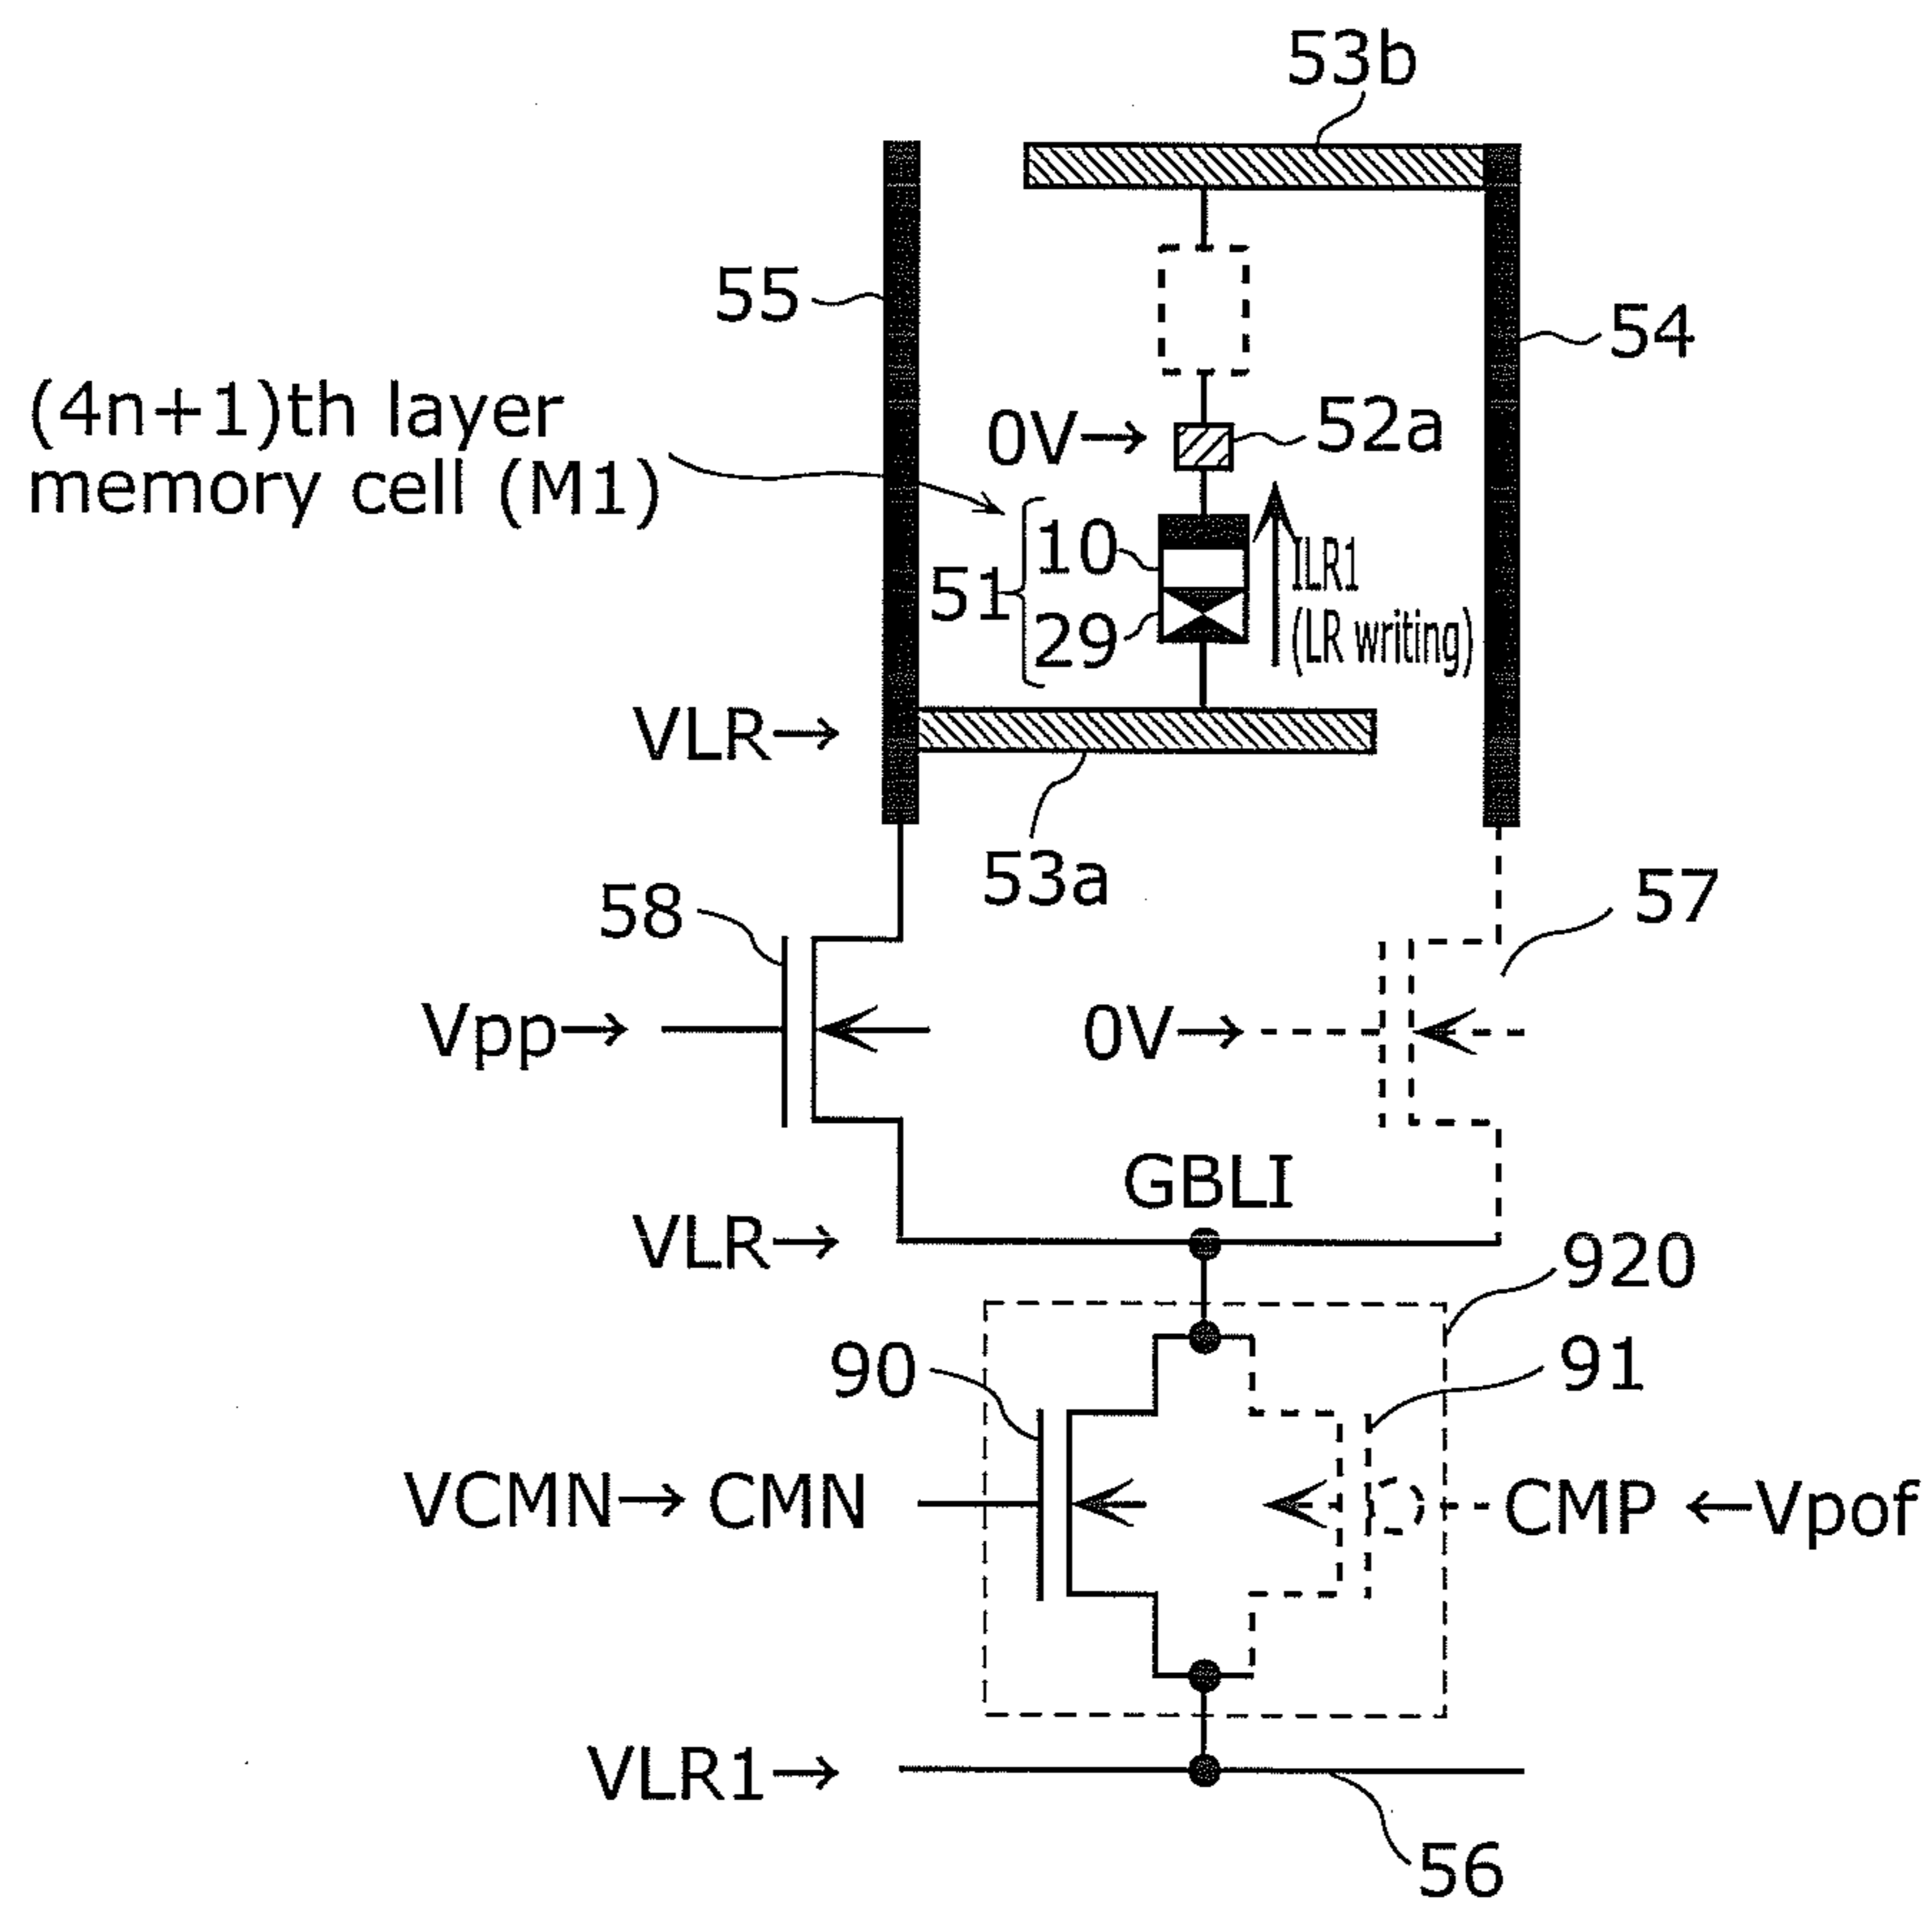 53b
55
54
(4n+1)th layer
memory cell (M1)
0V→
52a
51
10
29
ILR1
(LR writing)
VLR→
53a
58
57
Vpp→
0V→
GBLI
VLR→
920
90
91
VCMN→ CMN
CMP ←Vpof
VLR1→
56